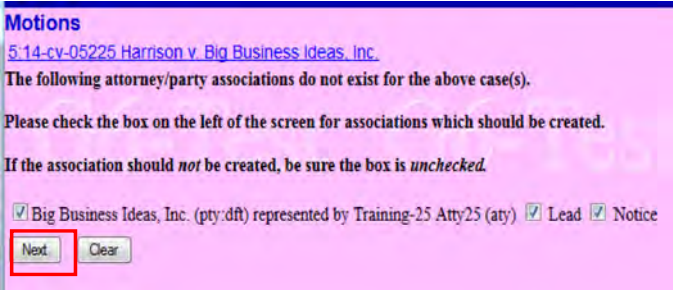 Motions
5:14-cv-05225 Harrison v. Big Business Ideas, Inc.
The following attorney/party associations do not exist for the above case(s).
Please check the box on the left of the screen for associations which should be created.
If the association should not be created, be sure the box is unchecked.
Big Business Ideas, Inc. (pty:dft) represented by Training-25 Atty25 (aty) Lead Notice
Next Clear